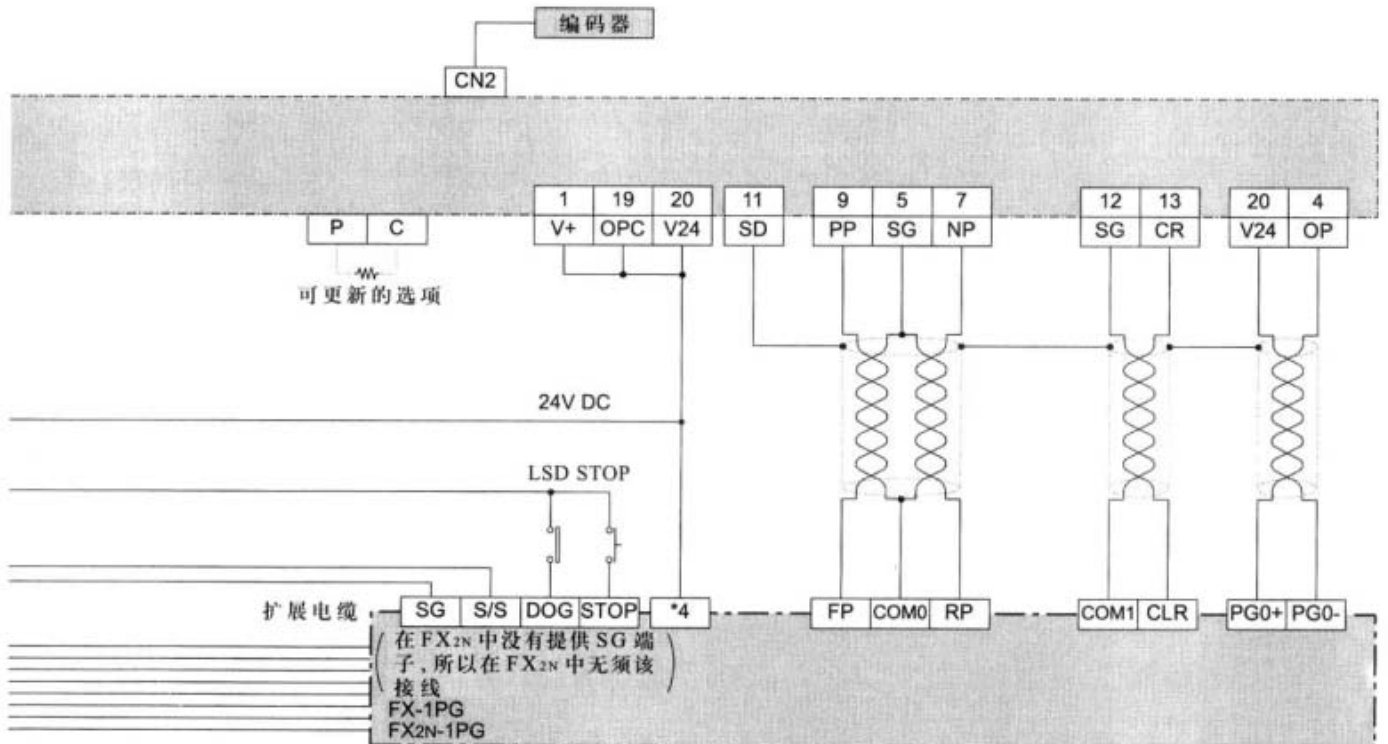 编码器
CN2
1 19 20 11 9 5 7 12 13 20 4
P C V+ OPC V24 SD PP SG NP SG CR V24 OP
可更新的选项
24V DC
LSD STOP
扩展电缆 SG S/S DOG STOP *4 FP COM0 RP COM1 CLR PG0+ PG0-
(在FX2N中没有提供SG端
子,所以在FX2N中无须该
接线)
FX-1PG
FX2N-1PG